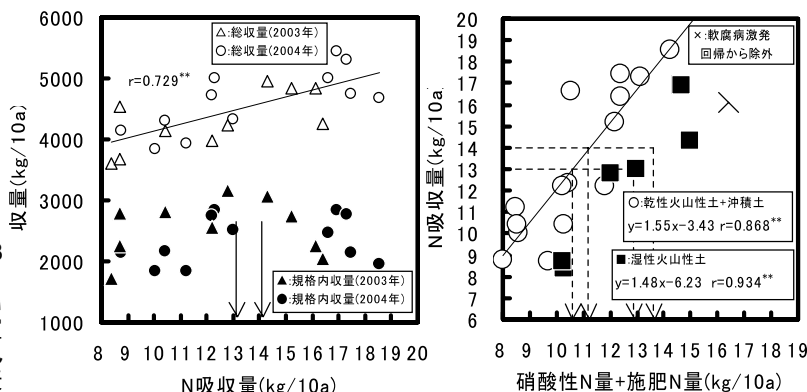 6000
5000
4000
3000
2000
1000
収量(kg/10a)
△:総収量(2003年)
○:総収量(2004年)
r=0.729**
▲:規格内収量(2003年)
●:規格内収量(2004年)
8 9 10 11 12 13 14 15 16 17 18 19 20
N吸収量(kg/10a)
20
19
18
17
16
15
14
13
12
11
10
9
8
7
6
N吸収量(kg/10a)
×:軟腐病激発
回帰から除外
○:乾性火山性土+沖積土
y=1.55x-3.43 r=0.868**
■:湿性火山性土
y=1.48x-6.23 r=0.934**
8 9 10 11 12 13 14 15 16 17 18 19
硝酸性N量+施肥N量(kg/10a)